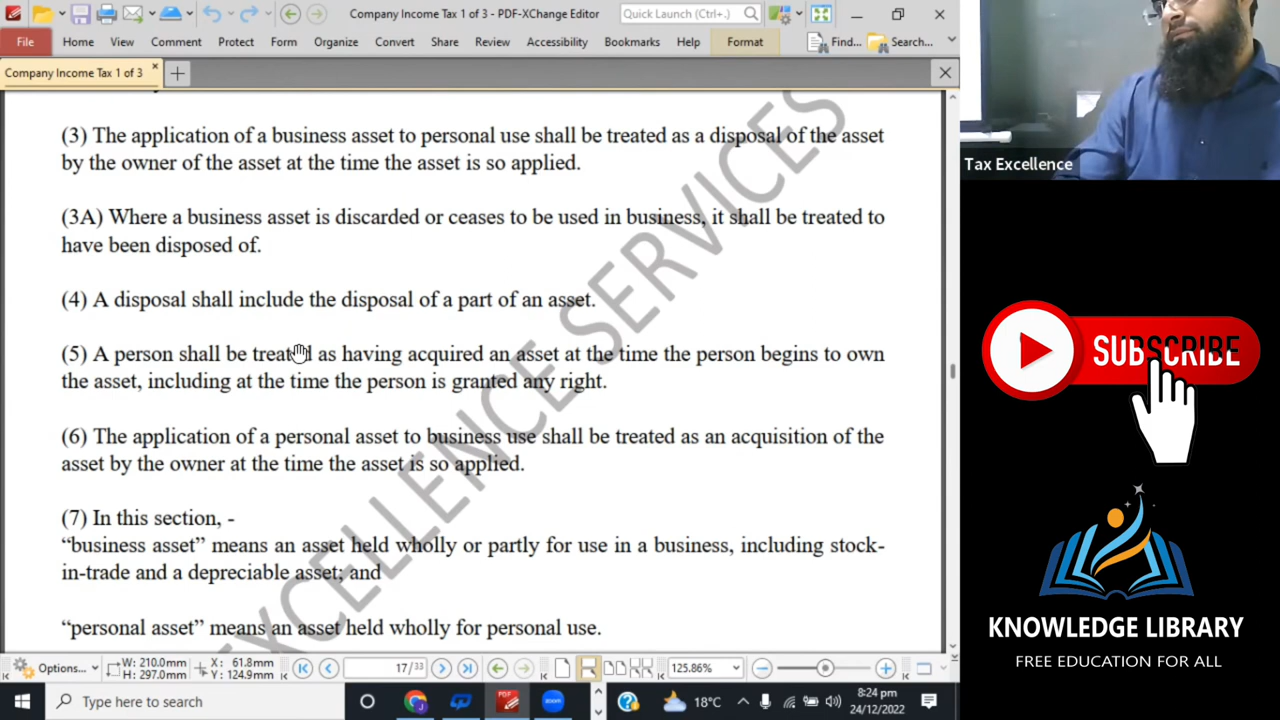 Company Income Tax 1 of 3 - PDF-XChange Editor
Quick Launch (Ctrl+.)
File Home View Comment Protect Form Organize Convert Share Review Accessibility Bookmarks Help Format Find... Search...
Company Income Tax 1 of 3
(3) The application of a business asset to personal use shall be treated as a disposal of the asset
by the owner of the asset at the time the asset is so applied.
(3A) Where a business asset is discarded or ceases to be used in business, it shall be treated to
have been disposed of.
(4) A disposal shall include the disposal of a part of an asset.
(5) A person shall be treated as having acquired an asset at the time the person begins to own
the asset, including at the time the person is granted any right.
(6) The application of a personal asset to business use shall be treated as an acquisition of the
asset by the owner at the time the asset is so applied.
(7) In this section, -
“business asset” means an asset held wholly or partly for use in a business, including stock-
in-trade and a depreciable asset; and
“personal asset” means an asset held wholly for personal use.
EXCELLENCE SERVICES
Options...
W: 210.0mm
H: 297.0mm
X: 61.8mm
Y: 124.9mm
17 / 33
125.86%
Type here to search
PDF
zoom
18°C
8:24 pm
24/12/2022
Tax Excellence
SUBSCRIBE
KNOWLEDGE LIBRARY
FREE EDUCATION FOR ALL